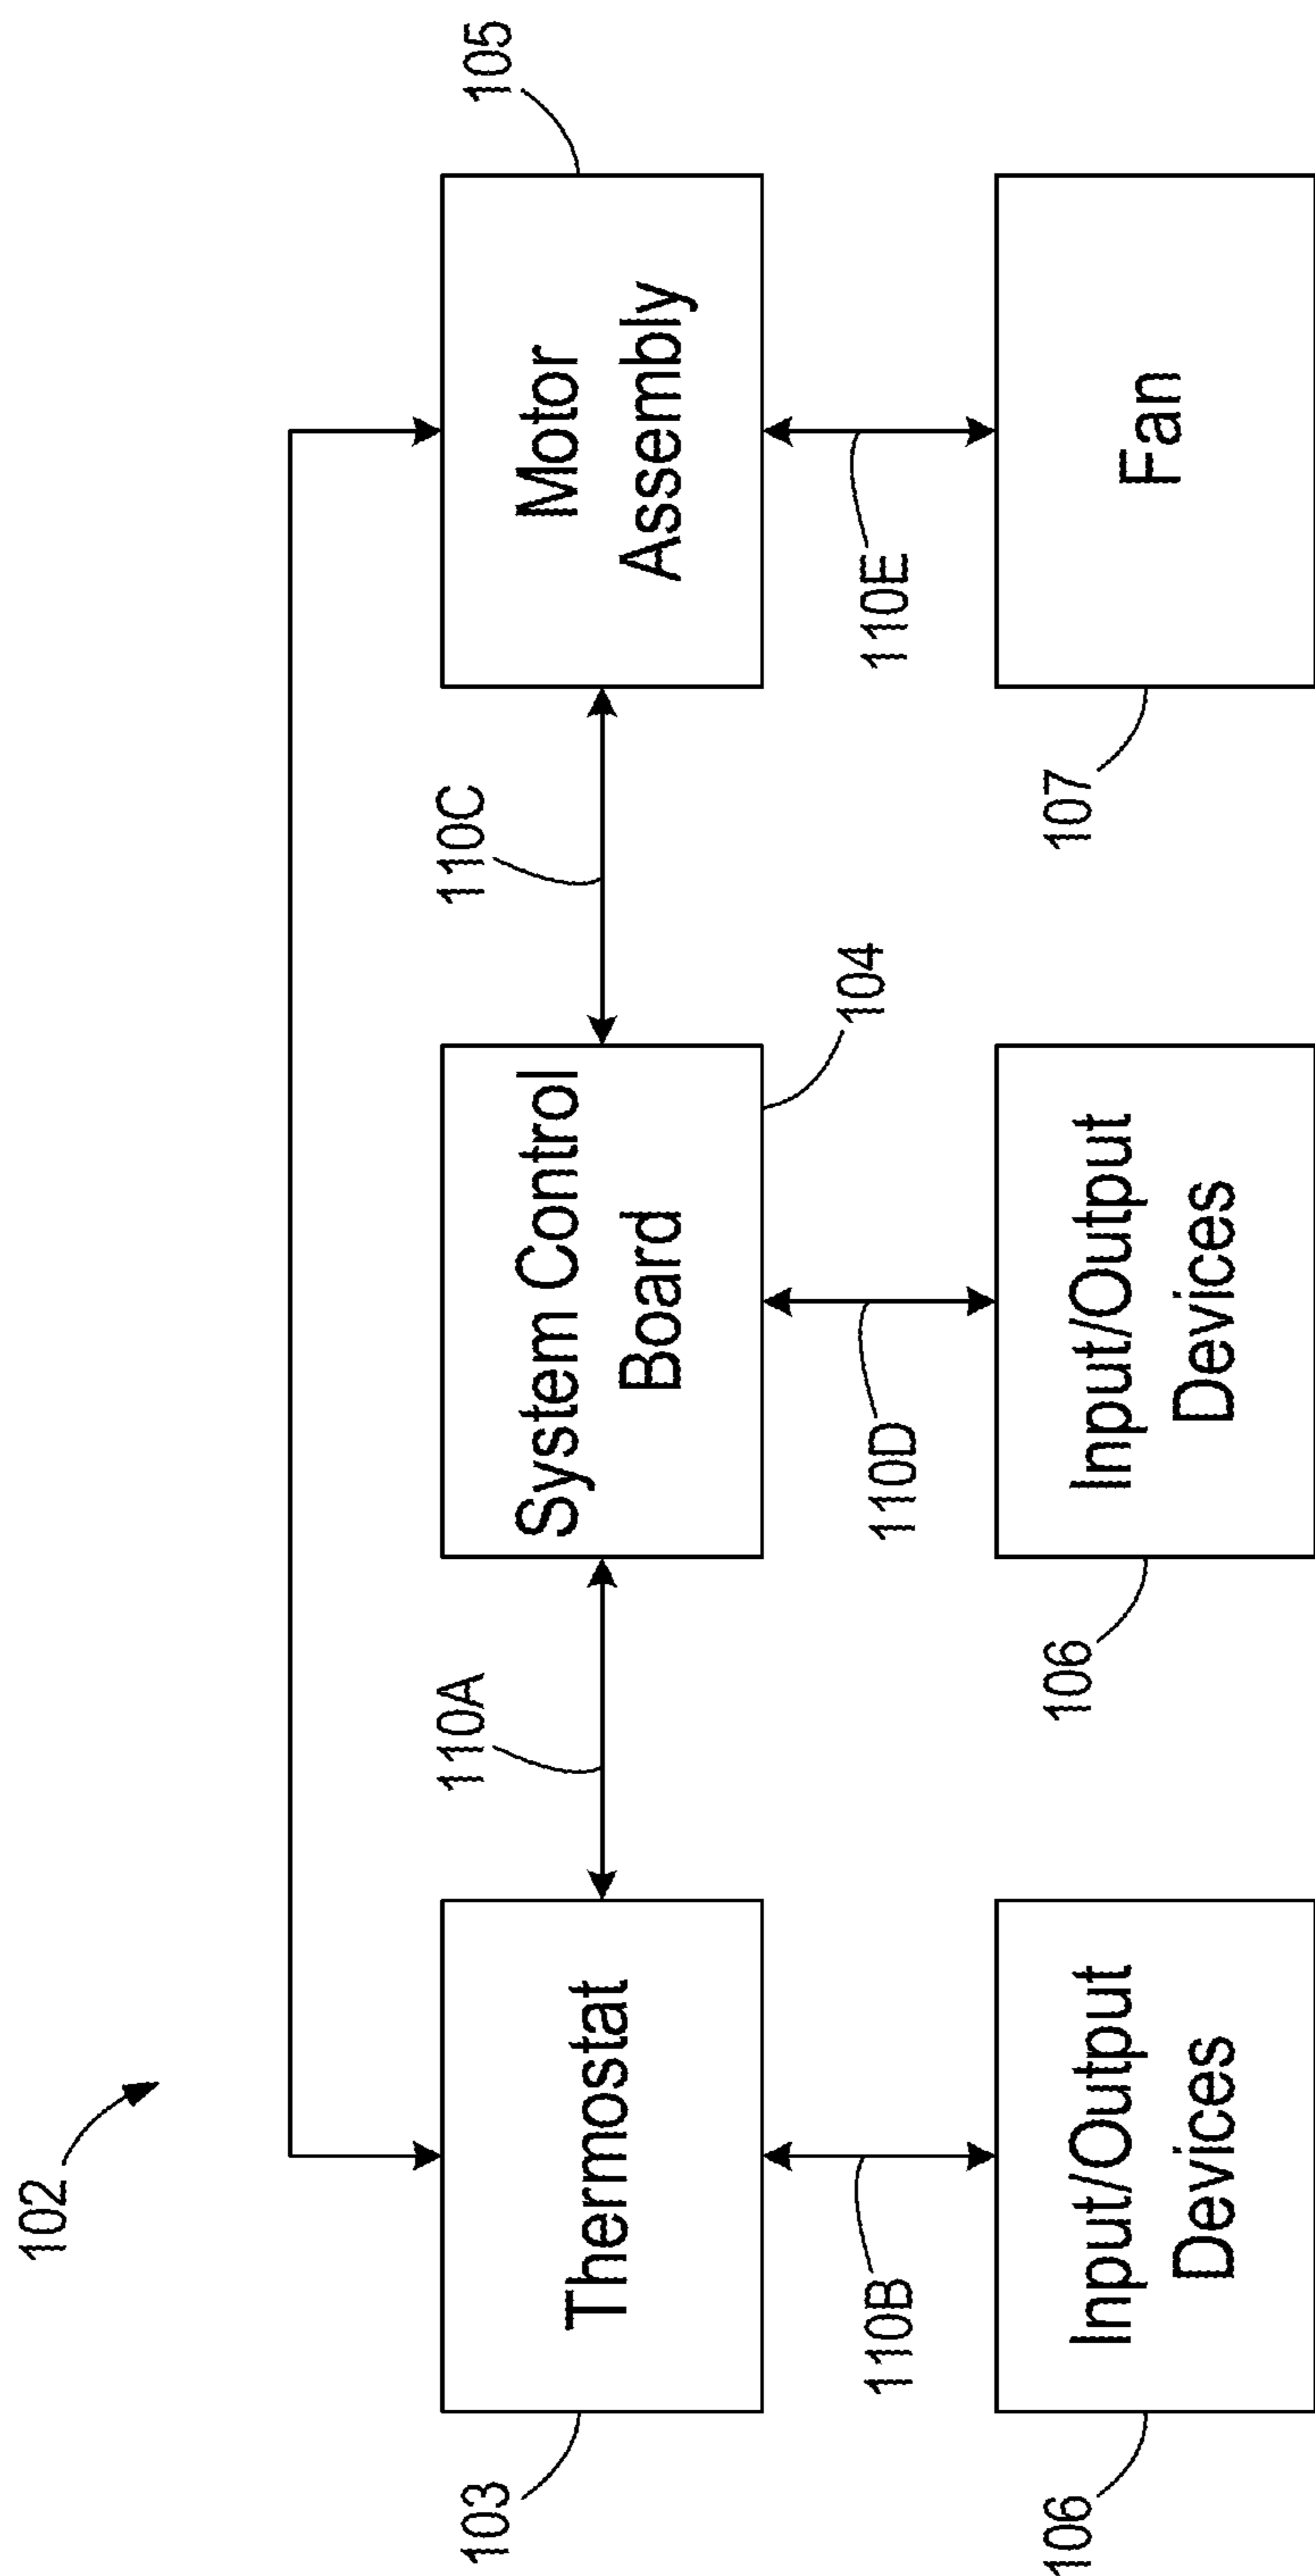 102
103
Thermostat
110A
System Control
Board
104
110C
Motor
Assembly
105
110B
110D
110E
106
Input/Output
Devices
106
Input/Output
Devices
107
Fan